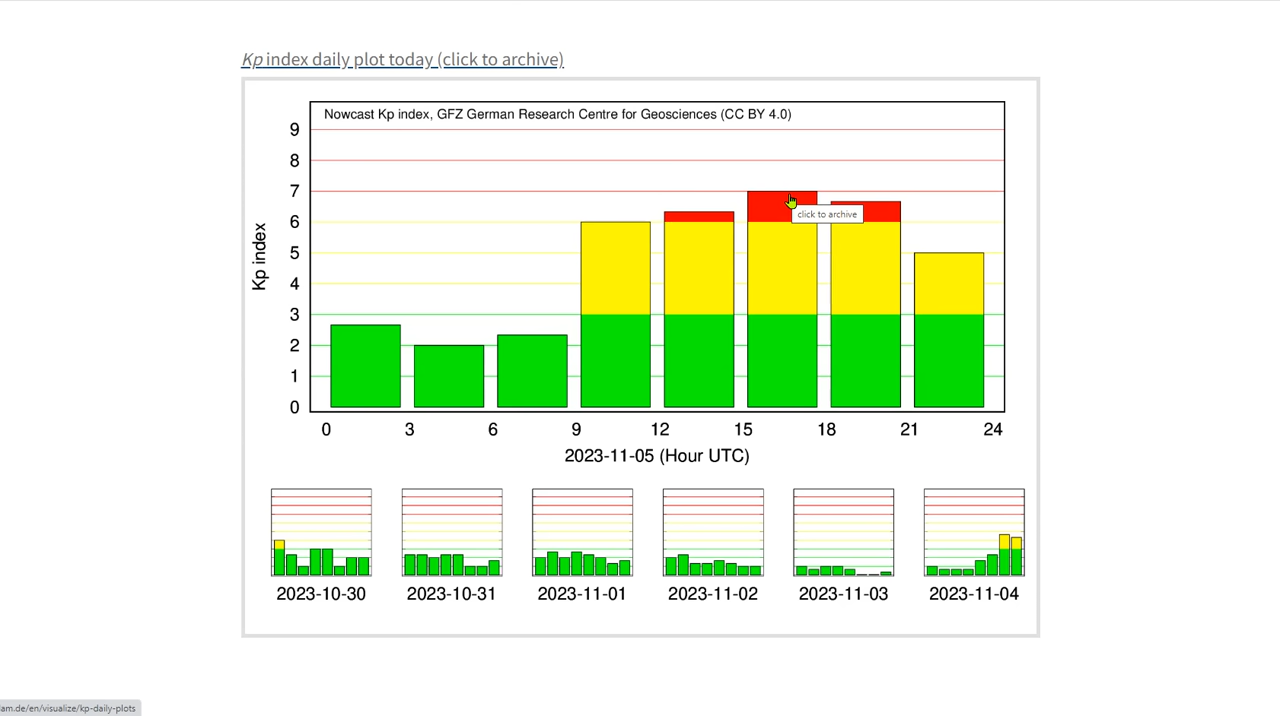 Kp index daily plot today (click to archive)
Nowcast Kp index, GFZ German Research Centre for Geosciences (CC BY 4.0)
9
8
7
6
5
4
3
2
1
0
Kp index
click to archive
0 3 6 9 12 15 18 21 24
2023-11-05 (Hour UTC)
2023-10-30 2023-10-31 2023-11-01 2023-11-02 2023-11-03 2023-11-04
am.de/en/visualize/kp-daily-plots